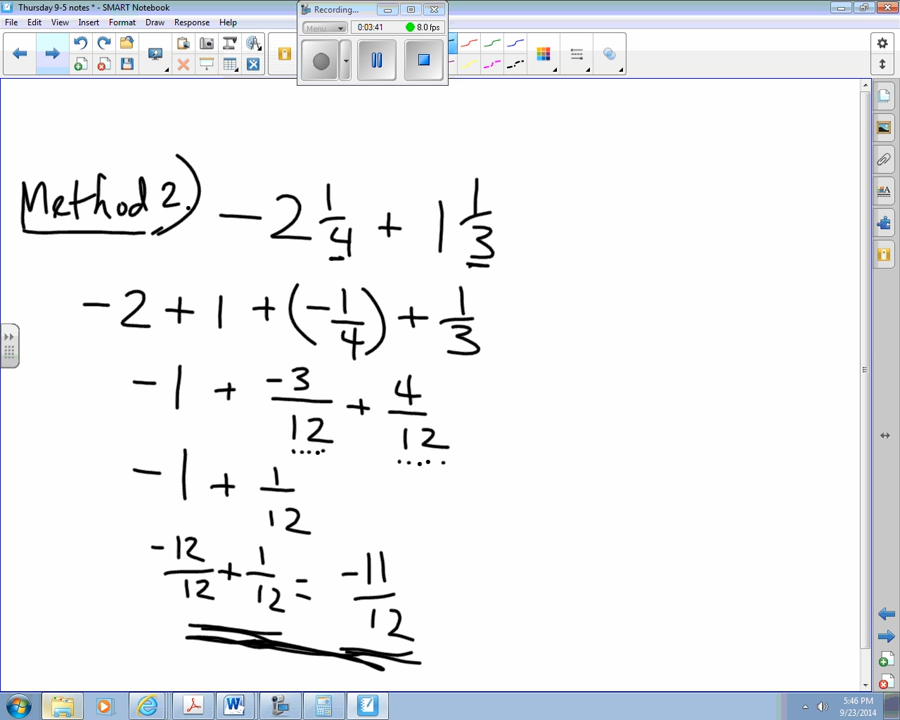 Thursday 9-5 notes * - SMART Notebook
File Edit View Insert Format Draw Tools Response Help
Recording...
Menu 0:03:41 8.0 fps
Method 2.) -2 1/4 + 1 1/3
-2 + 1 + (-1/4) + 1/3
-1 + -3/12 + 4/12
-1 + 1/12
-12/12 + 1/12 = -11/12
5:46 PM
9/23/2014